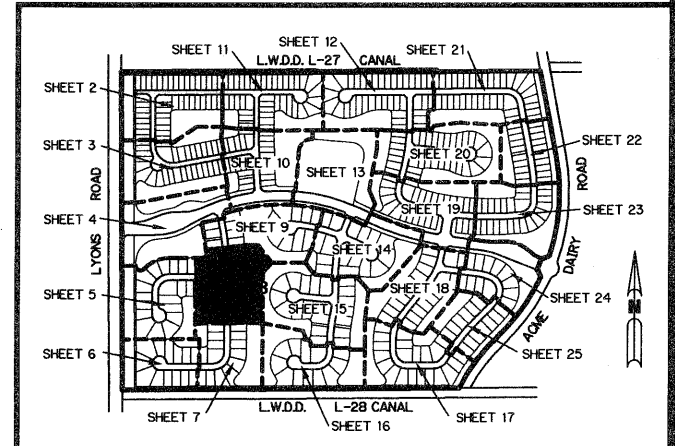 SHEET 12
SHEET 11
SHEET 21
L.W.D.D. L-27 CANAL
SHEET 2
SHEET 3
SHEET 22
SHEET 20
SHEET 10
SHEET 13
ROAD
ROAD
SHEET 4
SHEET 19
SHEET 23
SHEET 9
SHEET 14
LYONS
DAIRY
SHEET 18
SHEET 24
SHEET 5
SHEET 15
N
ACME
SHEET 25
SHEET 6
SHEET 7
L.W.D.D. L-28 CANAL
SHEET 17
SHEET 16